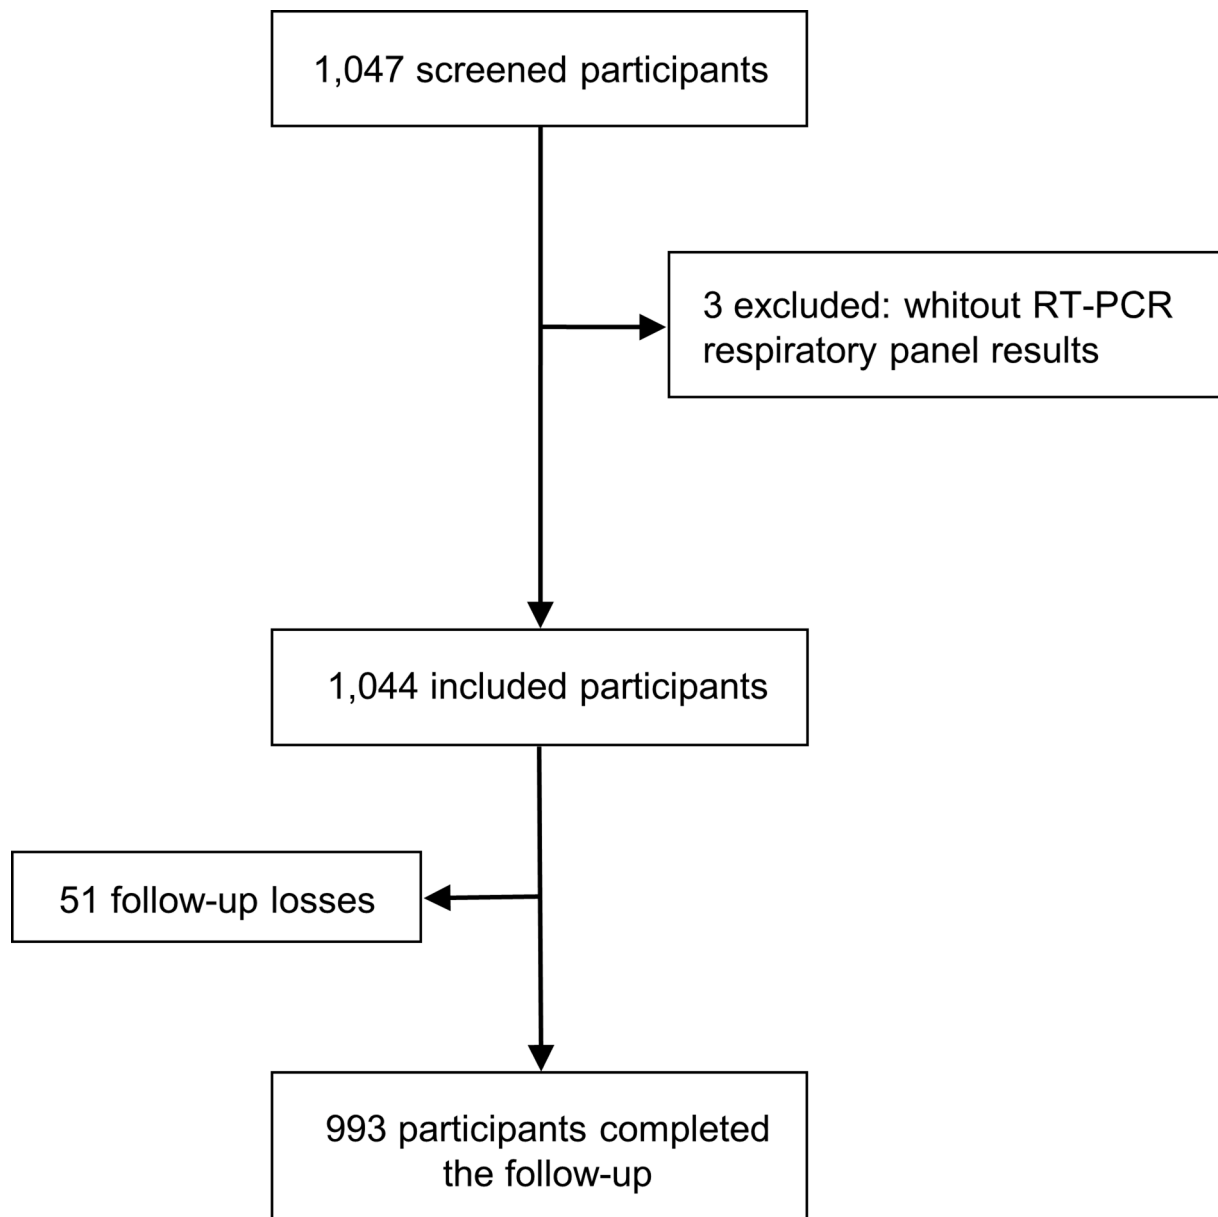 1,047 screened participants
3 excluded: whitout RT-PCR
respiratory panel results
1,044 included participants
51 follow-up losses
993 participants completed
the follow-up